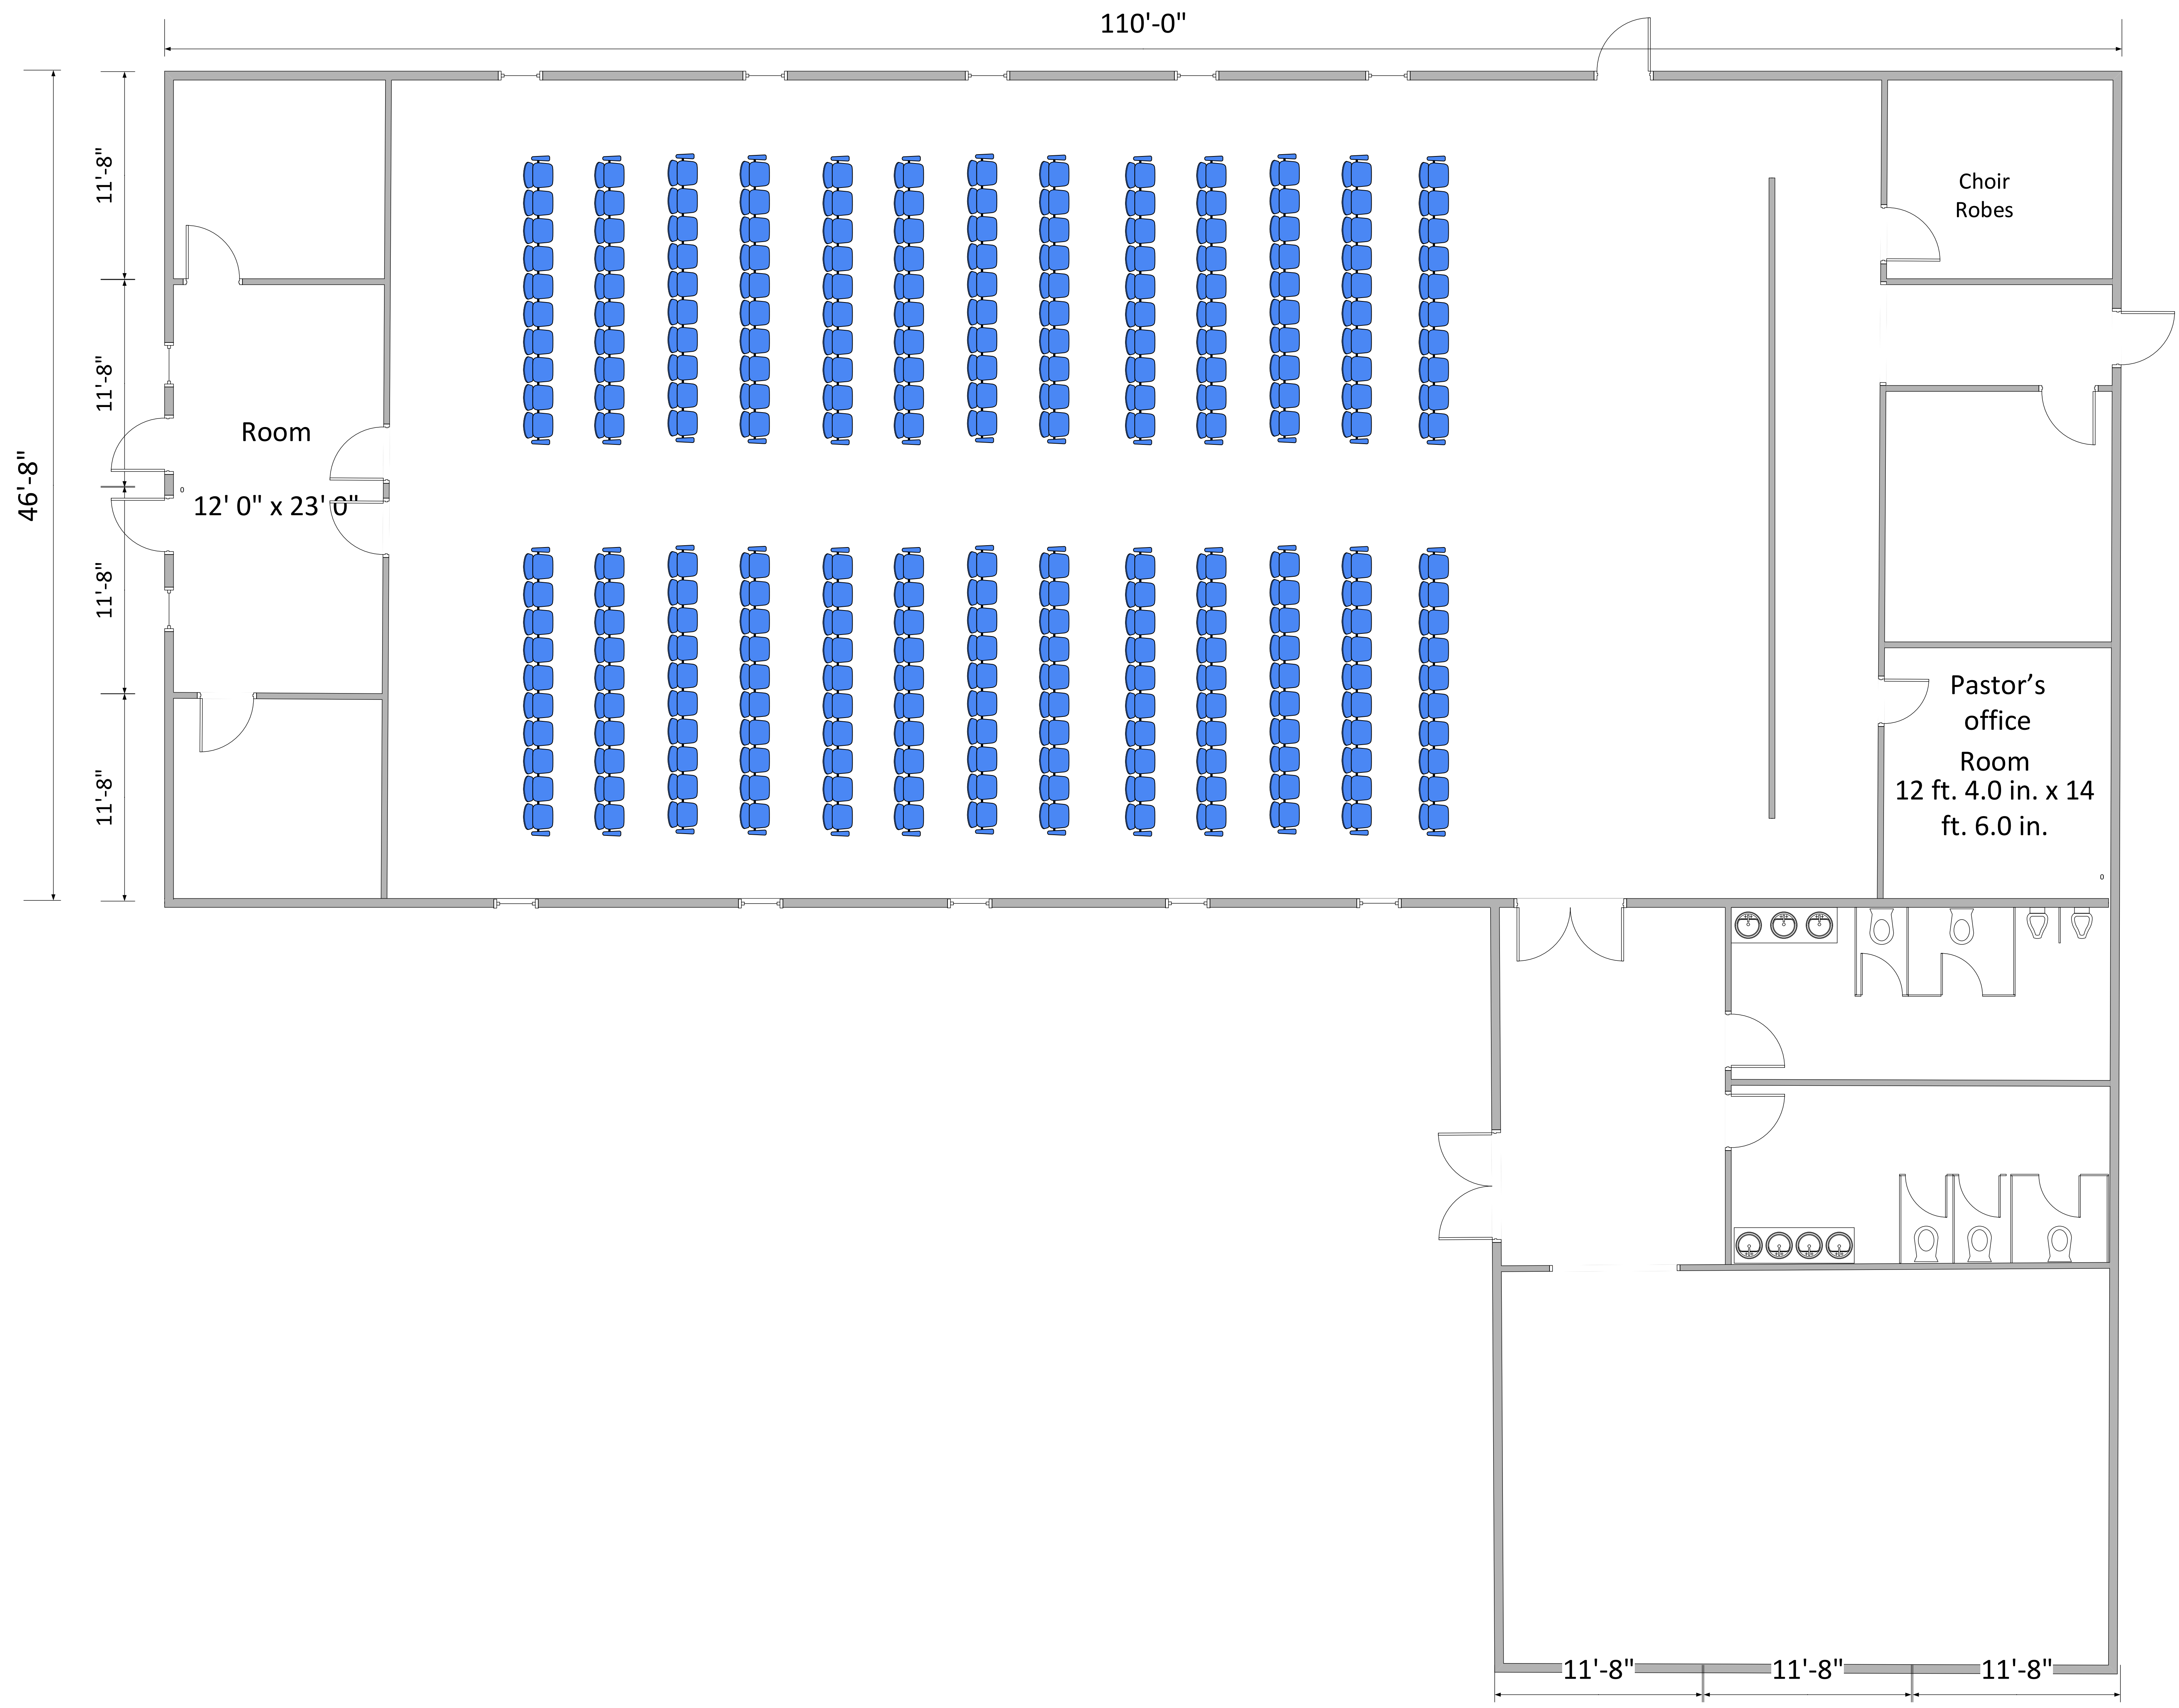 110'-0"
46'-8"
11'-8"
11'-8"
11'-8"
11'-8"
Choir
Robes
Room
12' 0" x 23' 0"
0
Pastor’s
office
Room
12 ft. 4.0 in. x 14
ft. 6.0 in.
0
11'-8"
11'-8"
11'-8"